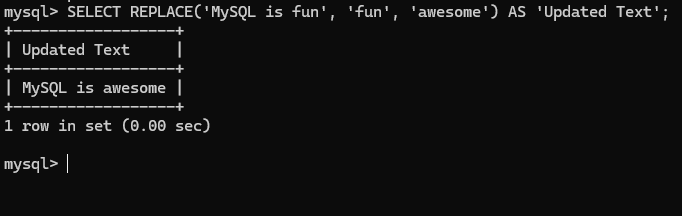 mysql> SELECT REPLACE('MySQL is fun', 'fun', 'awesome') AS 'Updated Text';
+------------------+
| Updated Text     |
+------------------+
| MySQL is awesome |
+------------------+
1 row in set (0.00 sec)
mysql>